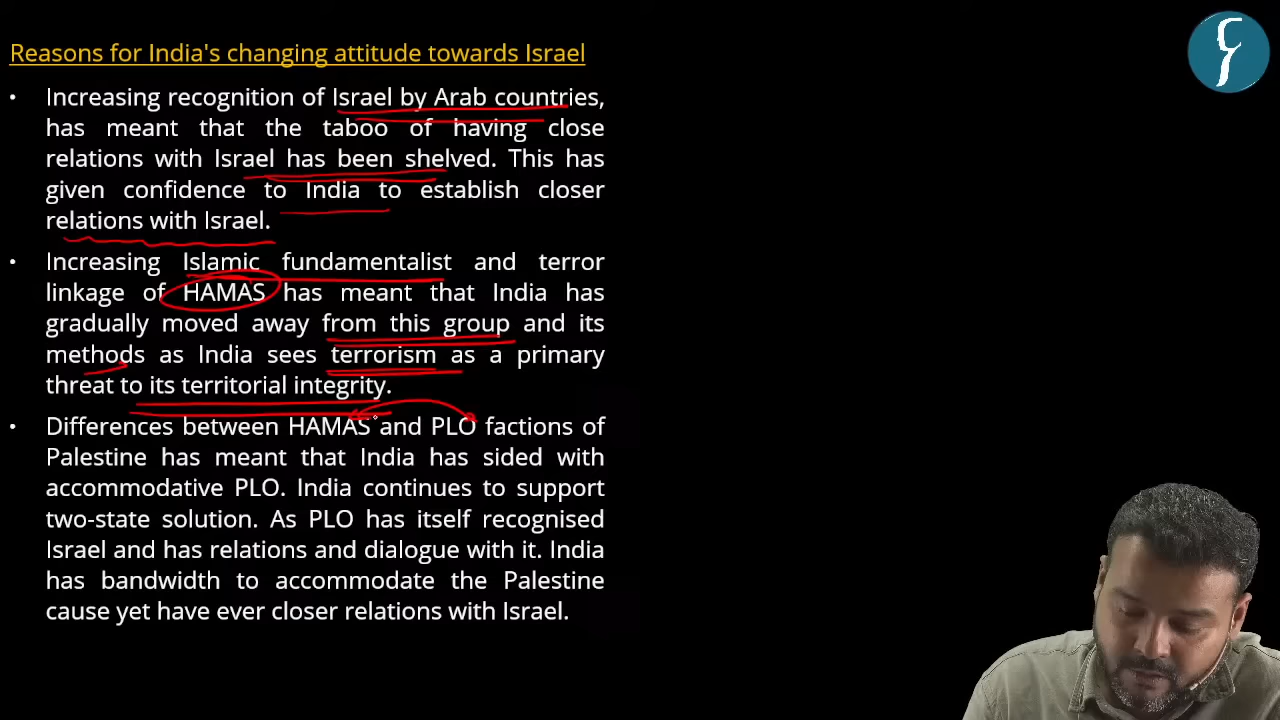 Reasons for India's changing attitude towards Israel
• Increasing recognition of Israel by Arab countries,
has meant that the taboo of having close
relations with Israel has been shelved. This has
given confidence to India to establish closer
relations with Israel.
• Increasing Islamic fundamentalist and terror
linkage of HAMAS has meant that India has
gradually moved away from this group and its
methods as India sees terrorism as a primary
threat to its territorial integrity.
• Differences between HAMAS and PLO factions of
Palestine has meant that India has sided with
accommodative PLO. India continues to support
two-state solution. As PLO has itself recognised
Israel and has relations and dialogue with it. India
has bandwidth to accommodate the Palestine
cause yet have ever closer relations with Israel.